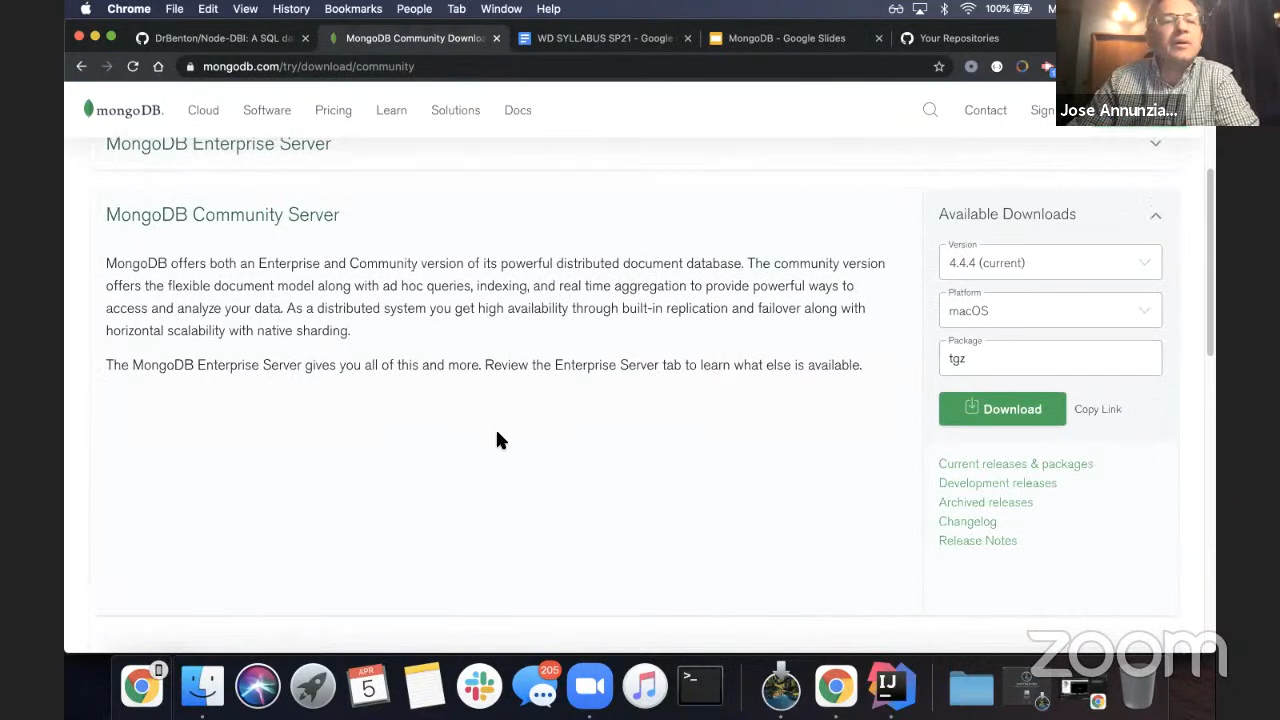 Chrome File Edit View History Bookmarks People Tab Window Help 100%
DrBenton/Node-DBI: A SQL da
MongoDB Community Downloa
WD SYLLABUS SP21 - Google
MongoDB - Google Slides
Your Repositories
mongodb.com/try/download/community
Jose Annunzia...
mongoDB. Cloud Software Pricing Learn Solutions Docs Contact Sign
MongoDB Enterprise Server
MongoDB Community Server
MongoDB offers both an Enterprise and Community version of its powerful distributed document database. The community version
offers the flexible document model along with ad hoc queries, indexing, and real time aggregation to provide powerful ways to
access and analyze your data. As a distributed system you get high availability through built-in replication and failover along with
horizontal scalability with native sharding.
The MongoDB Enterprise Server gives you all of this and more. Review the Enterprise Server tab to learn what else is available.
Available Downloads
Version
4.4.4 (current)
Platform
macOS
Package
tgz
Download Copy Link
Current releases & packages
Development releases
Archived releases
Changelog
Release Notes
zoom
APR
5
205
>_
IJ